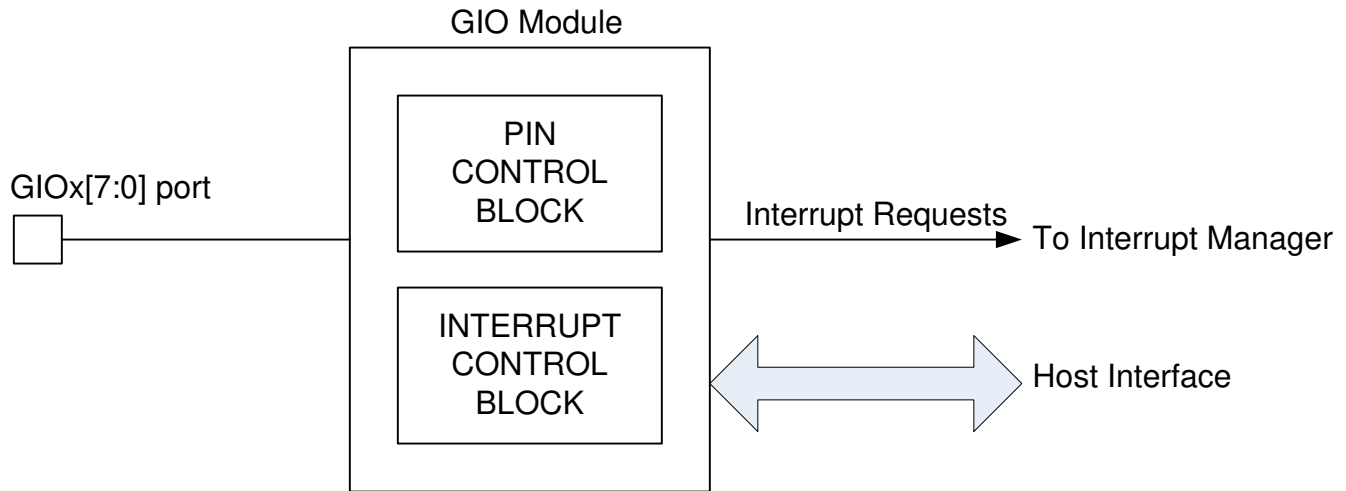 GIO Module
PIN
CONTROL
BLOCK
GIOx[7:0] port
Interrupt Requests
To Interrupt Manager
INTERRUPT
CONTROL
BLOCK
Host Interface